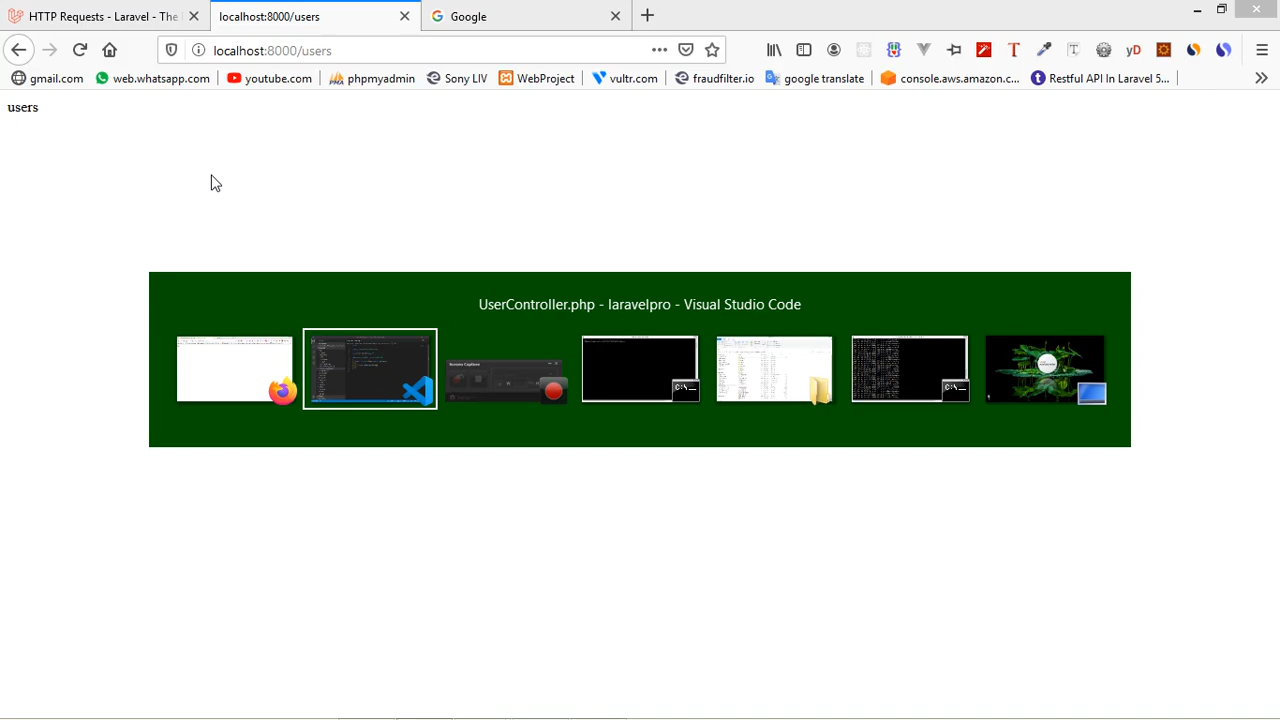 HTTP Requests - Laravel - The
localhost:8000/users
Google
localhost:8000/users
gmail.com
web.whatsapp.com
youtube.com
phpmyadmin
Sony LIV
WebProject
vultr.com
fraudfilter.io
google translate
console.aws.amazon.c...
Restful API In Laravel 5...
users
UserController.php - laravelpro - Visual Studio Code
Screen Capture